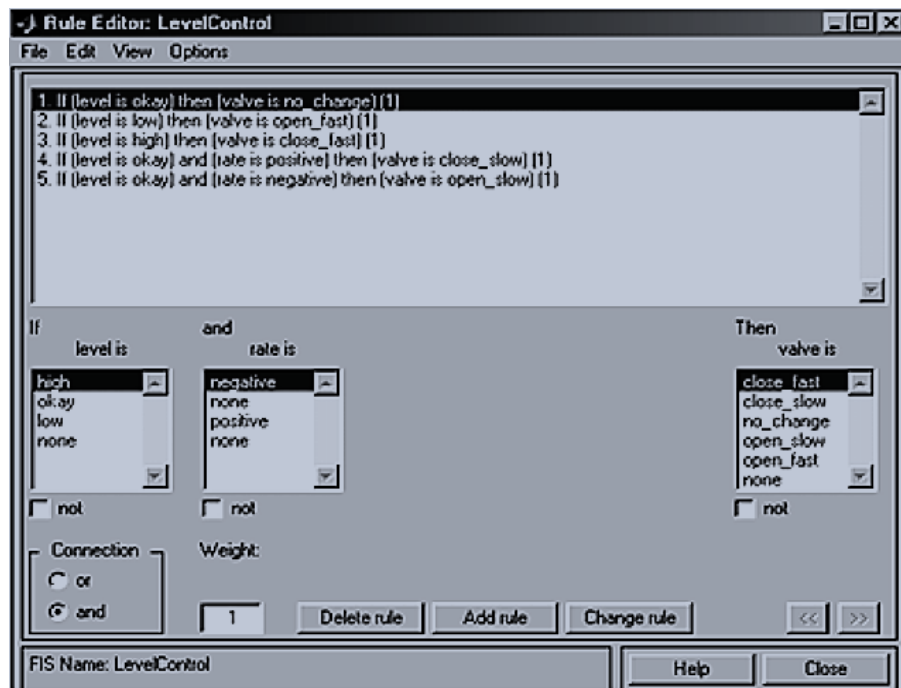 Rule Editor: LevelControl
File Edit View Options
1. If (level is okay) then (valve is no_change) (1)
2. If (level is low) then (valve is open_fast) (1)
3. If (level is high) then (valve is close_fast) (1)
4. If (level is okay) and (rate is positive) then (valve is close_slow) (1)
5. If (level is okay) and (rate is negative) then (valve is open_slow) (1)
If and Then
level is rate is valve is
high negative close_fast
okay none close_slow
low positive no_change
none none open_slow
open_fast
none
not not not
Connection Weight:
or
and 1 Delete rule Add rule Change rule << >>
FIS Name: LevelControl Help Close